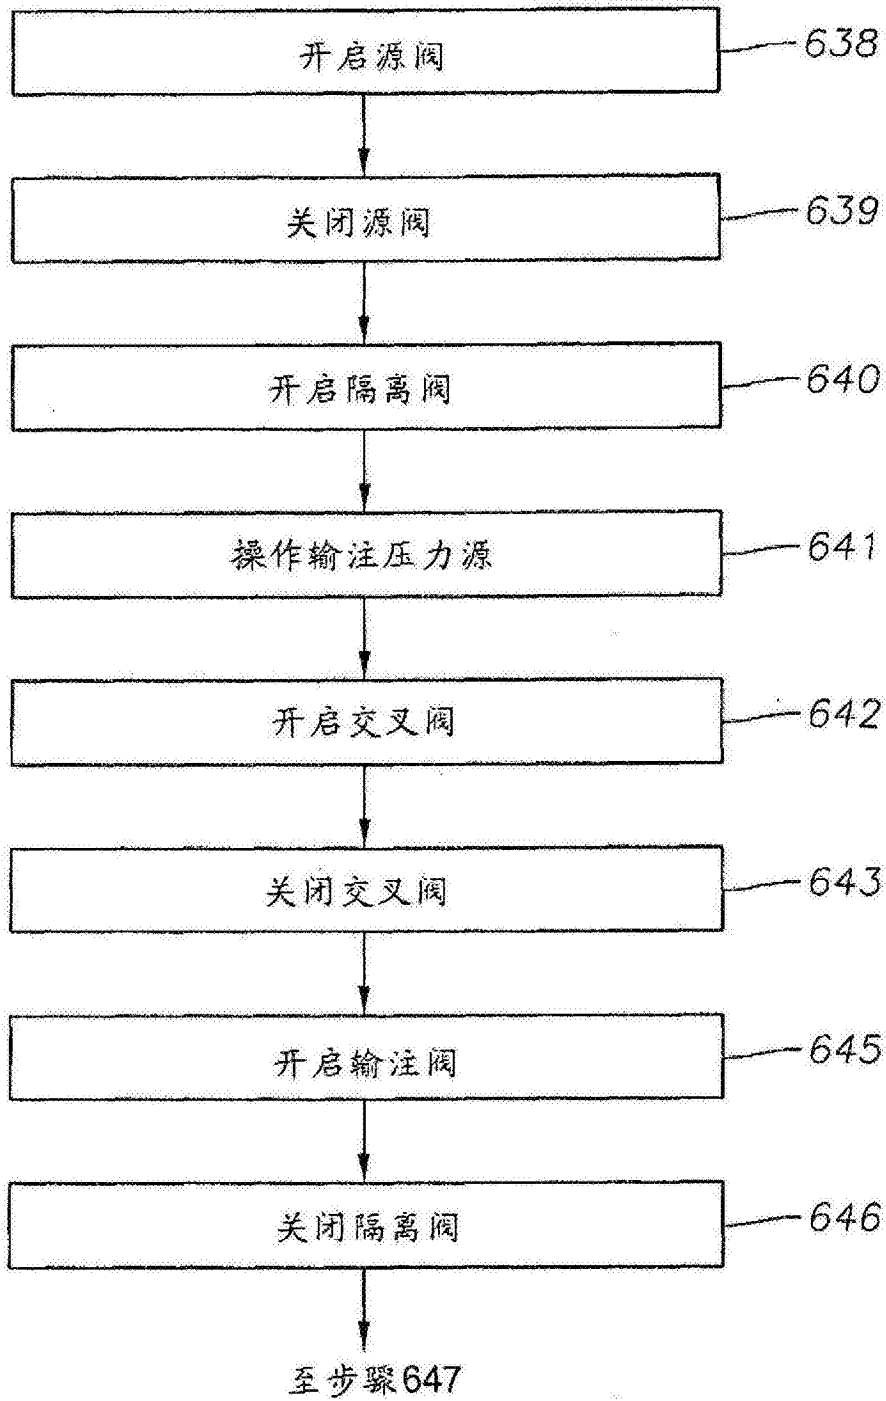 开启源阀 638
关闭源阀 639
开启隔离阀 640
操作输注压力源 641
开启交叉阀 642
关闭交叉阀 643
开启输注阀 645
关闭隔离阀 646
至步骤647